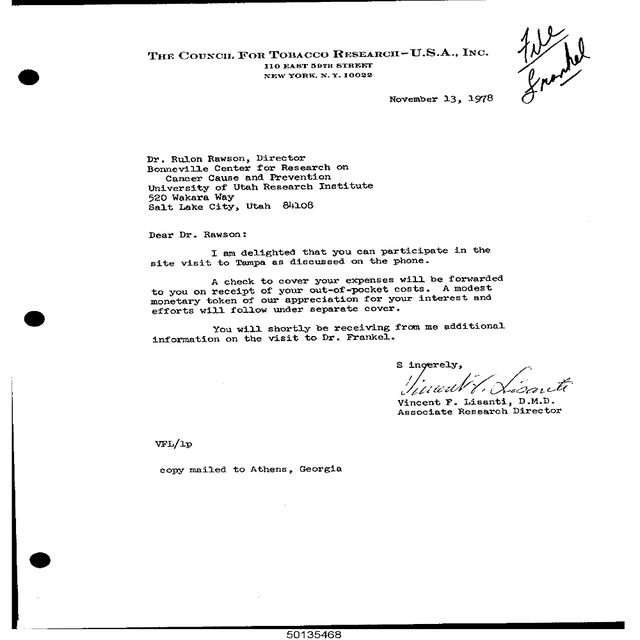 File
Frankel
THE COUNCIL FOR TOBACCO RESEARCH-U.S.A., INC.
110 EAST 59TH STREET
NEW YORK, N. Y. 10022
November 13, 1978
Dr. Rulon Rawson, Director
Bonneville Center for Research on
Cancer Cause and Prevention
University of Utah Research Institute
520 Wakara Way
Salt Lake City, Utah 84108
Dear Dr. Rawson:
I am delighted that you can participate in the
site visit to Tampa as discussed on the phone.
A check to cover your expenses will be forwarded
to you on receipt of your out-of-pocket costs. A modest
monetary token of our appreciation for your interest and
efforts will follow under separate cover.
You will shortly be receiving from me additional
information on the visit to Dr. Frankel.
S incerely,
Vincent F. Lisanti
Vincent F. Lisanti, D.M.D.
Associate Research Director
VFL/lp
copy mailed to Athens, Georgia
50135468